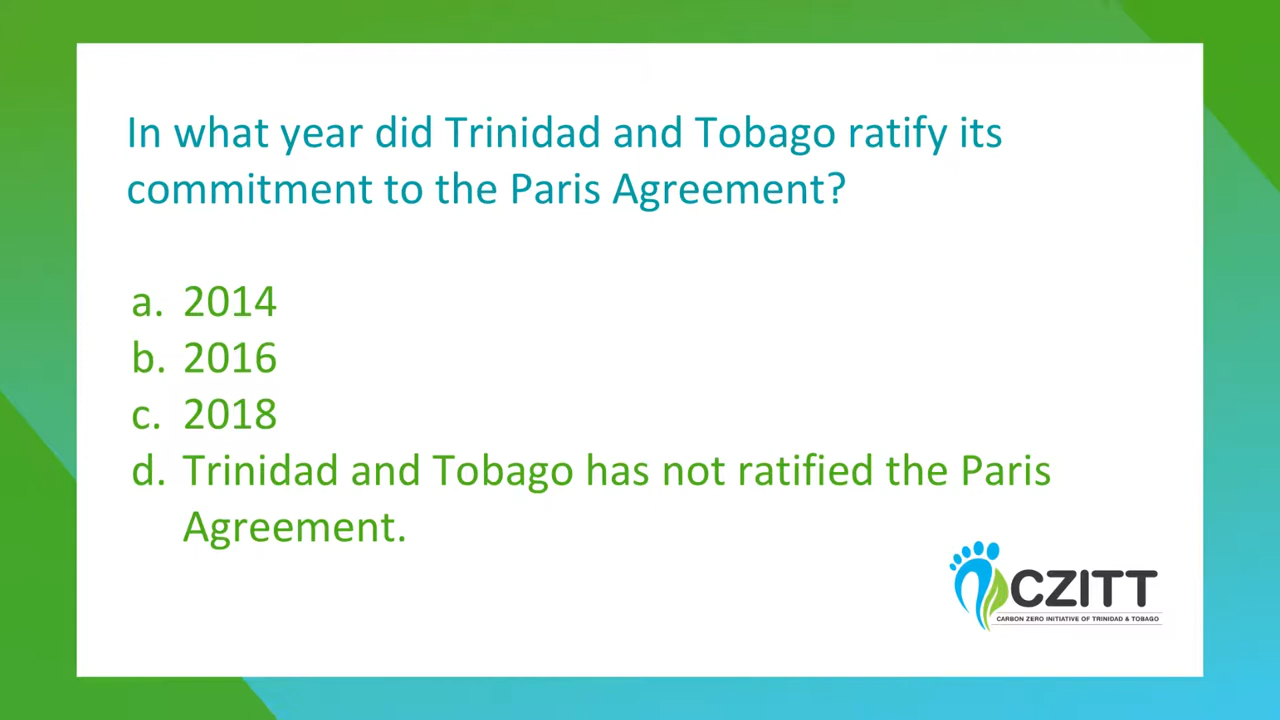 In what year did Trinidad and Tobago ratify its
commitment to the Paris Agreement?
a. 2014
b. 2016
c. 2018
d. Trinidad and Tobago has not ratified the Paris
Agreement.
CZITT
CARBON ZERO INITIATIVE OF TRINIDAD & TOBAGO